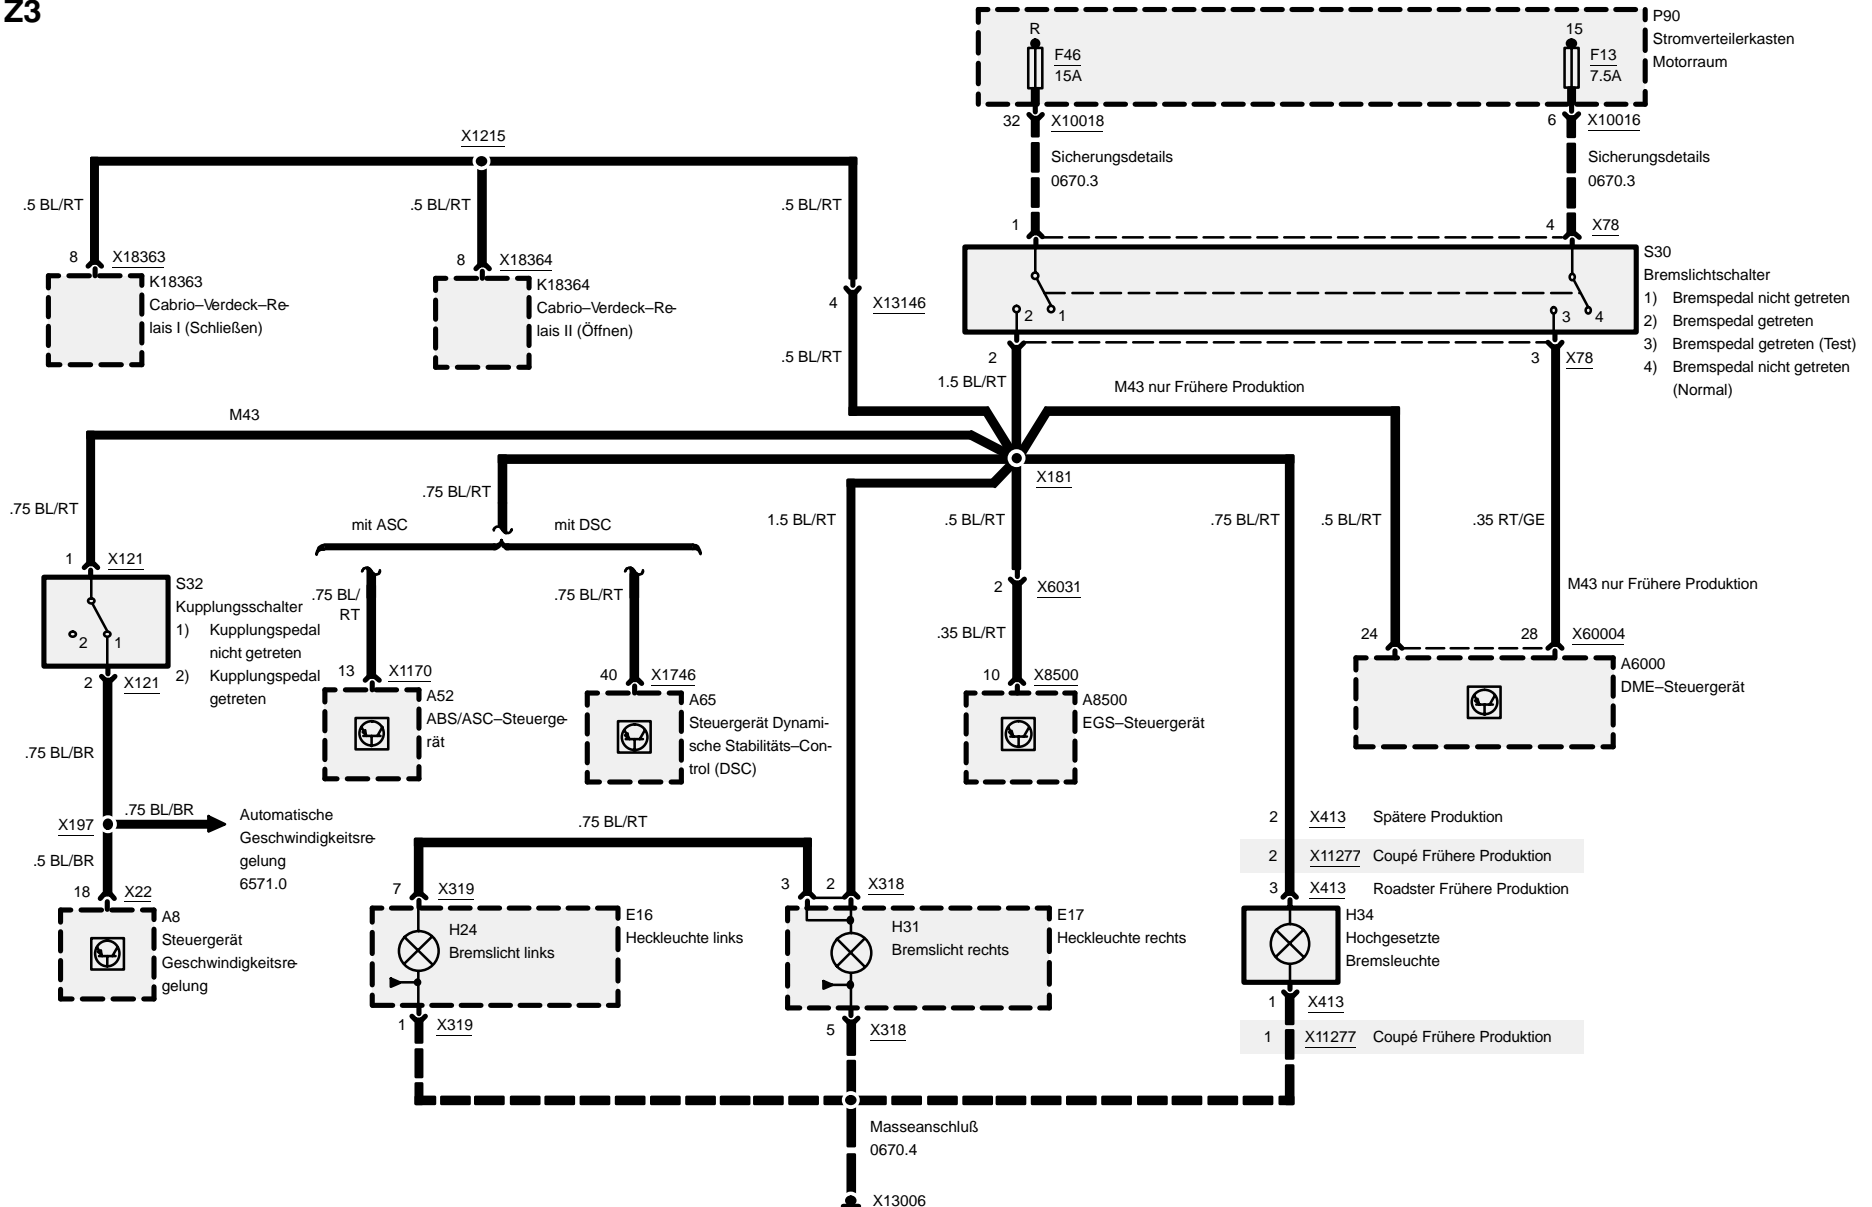 Z3
P90
Stromverteilerkasten
Motorraum
R
F46
15A
15
F13
7.5A
32 X10018
6 X10016
Sicherungsdetails
0670.3
Sicherungsdetails
0670.3
X1215
.5 BL/RT
.5 BL/RT
.5 BL/RT
8 X18363
K18363
Cabrio–Verdeck–Re-
lais I (Schließen)
8 X18364
K18364
Cabrio–Verdeck–Re-
lais II (Öffnen)
4 X13146
.5 BL/RT
1
4 X78
S30
Bremslichtschalter
1) Bremspedal nicht getreten
2) Bremspedal getreten
3) Bremspedal getreten (Test)
4) Bremspedal nicht getreten
(Normal)
2 1
3 4
2
3 X78
1.5 BL/RT
M43 nur Frühere Produktion
M43
X181
.75 BL/RT
.75 BL/RT
mit ASC
mit DSC
1.5 BL/RT
.5 BL/RT
.75 BL/RT
.5 BL/RT
.35 RT/GE
1 X121
S32
Kupplungsschalter
1) Kupplungspedal
nicht getreten
2) Kupplungspedal
getreten
2 1
2 X121
.75 BL/
RT
.75 BL/RT
2 X6031
.35 BL/RT
M43 nur Frühere Produktion
24
28 X60004
A6000
DME–Steuergerät
13 X1170
A52
ABS/ASC–Steuerge-
rät
40 X1746
A65
Steuergerät Dynami-
sche Stabilitäts–Con-
trol (DSC)
10 X8500
A8500
EGS–Steuergerät
.75 BL/BR
X197
.75 BL/BR
Automatische
Geschwindigkeitsre-
gelung
6571.0
.5 BL/BR
18 X22
A8
Steuergerät
Geschwindigkeitsre-
gelung
.75 BL/RT
7 X319
E16
Heckleuchte links
H24
Bremslicht links
1 X319
3 2 X318
E17
Heckleuchte rechts
H31
Bremslicht rechts
5 X318
2 X413 Spätere Produktion
2 X11277 Coupé Frühere Produktion
3 X413 Roadster Frühere Produktion
H34
Hochgesetzte
Bremsleuchte
1 X413
1 X11277 Coupé Frühere Produktion
Masseanschluß
0670.4
X13006